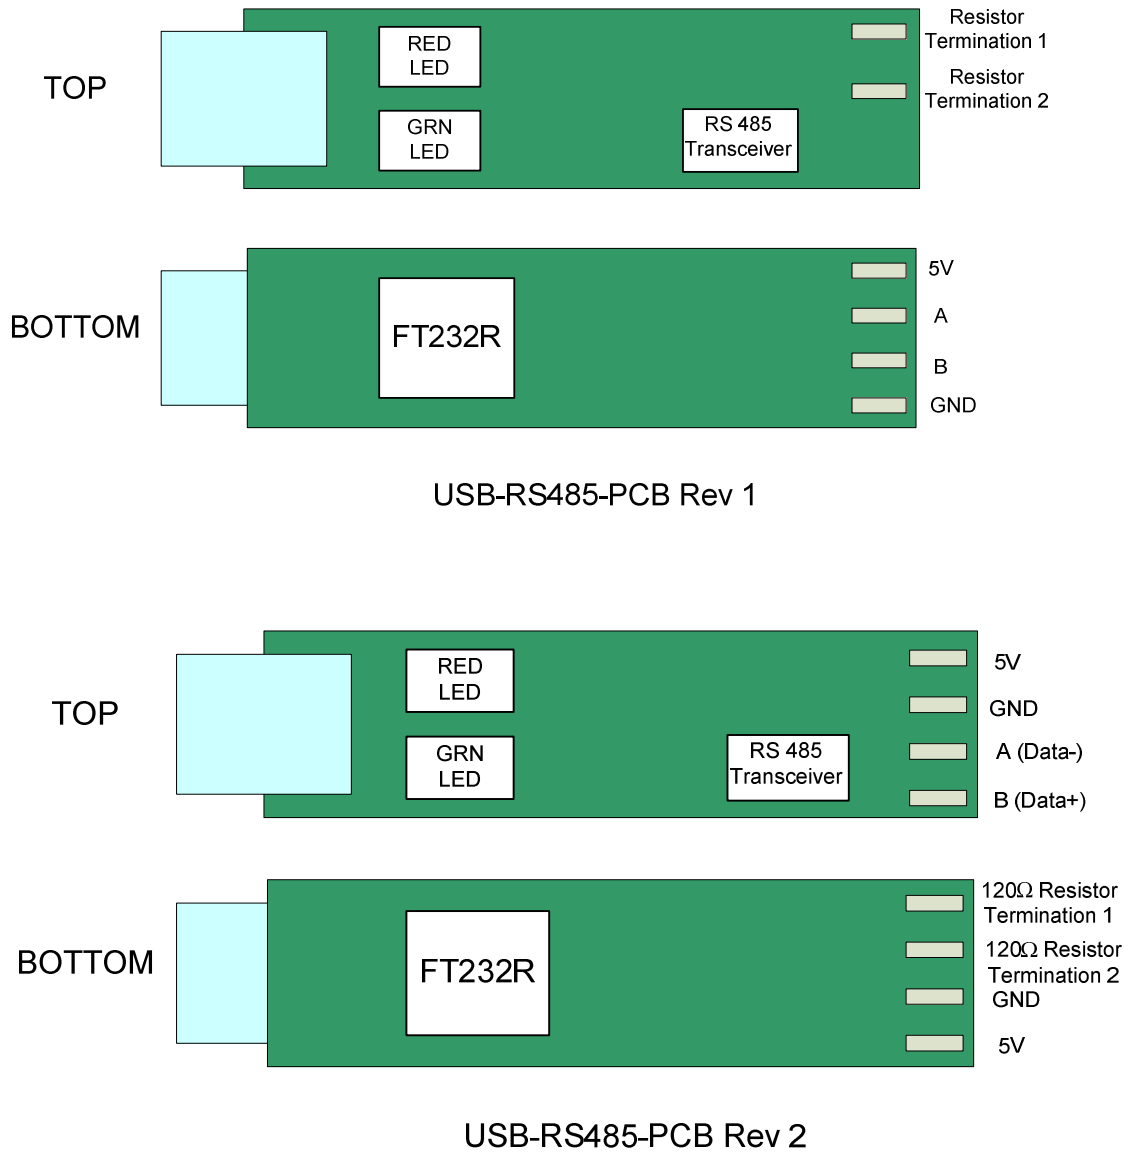 Resistor
Termination 1
RED
LED
TOP
Resistor
Termination 2
GRN
LED
RS 485
Transceiver
5V
A
BOTTOM
FT232R
B
GND
USB-RS485-PCB Rev 1
RED
LED
5V
TOP
GND
GRN
LED
RS 485
Transceiver
A (Data-)
B (Data+)
120Ω Resistor
Termination 1
BOTTOM
FT232R
120Ω Resistor
Termination 2
GND
5V
USB-RS485-PCB Rev 2